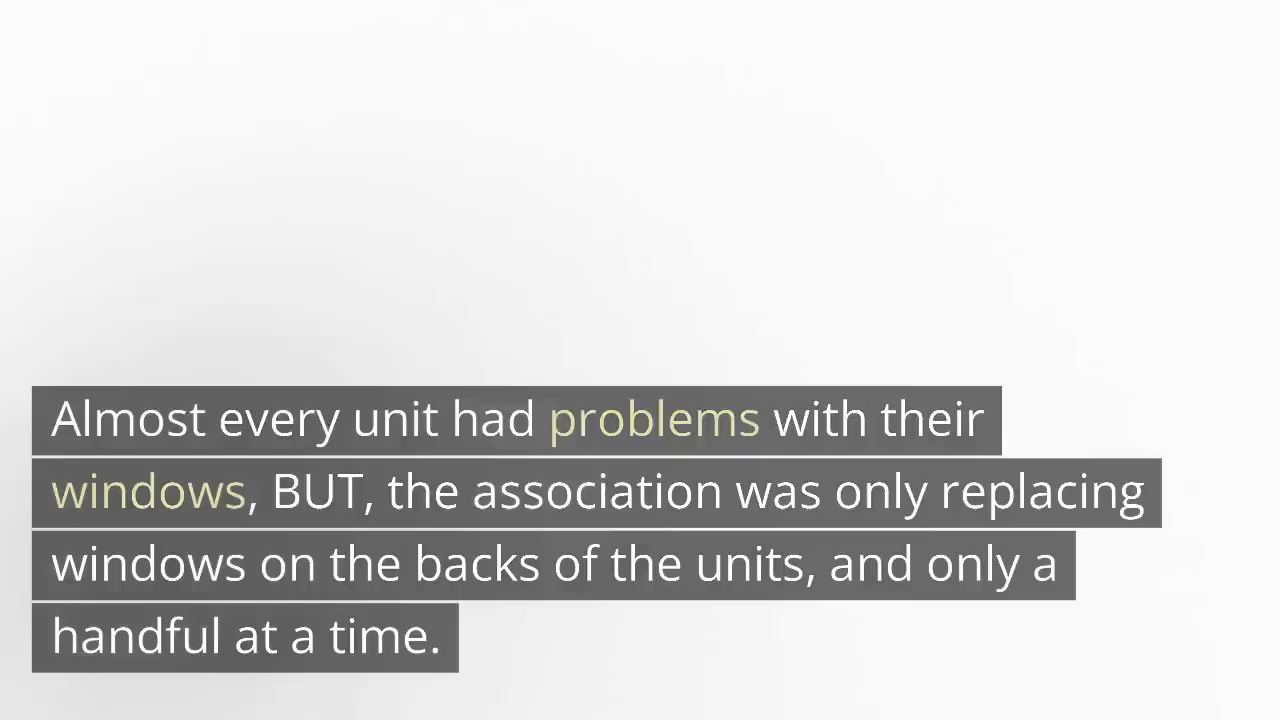 Almost every unit had problems with their
windows, BUT, the association was only replacing
windows on the backs of the units, and only a
handful at a time.